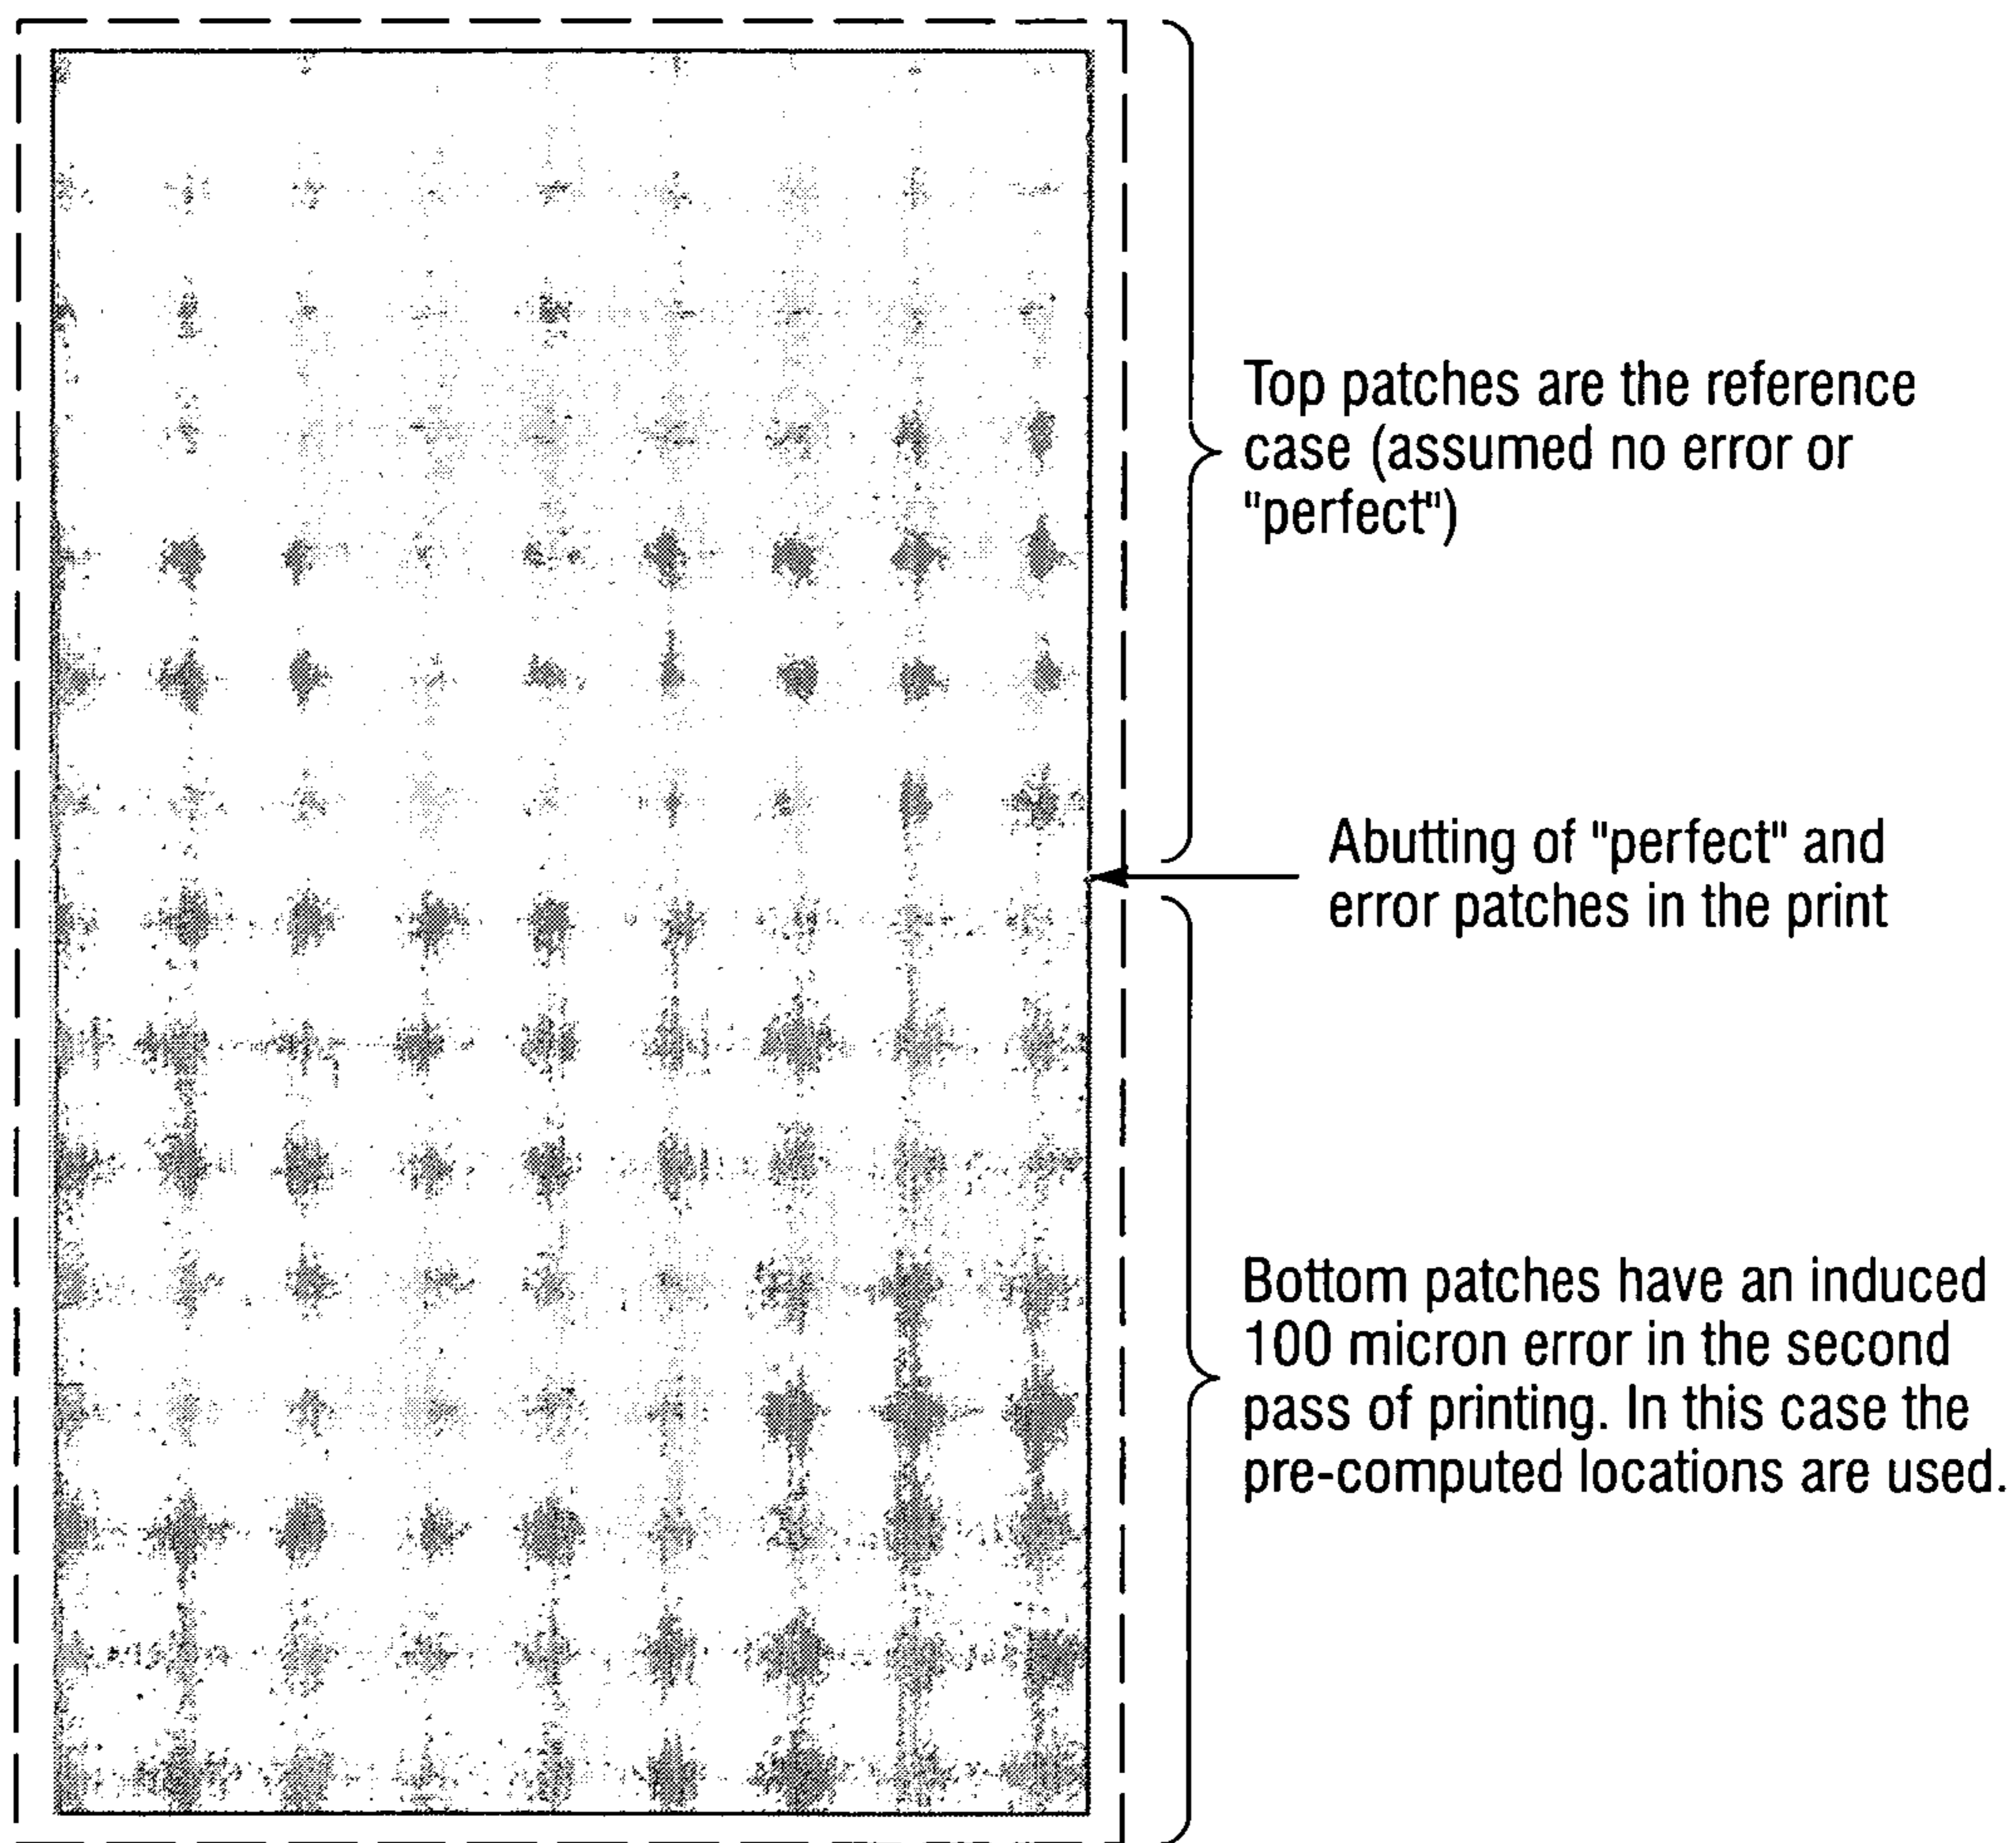 Top patches are the reference
case (assumed no error or
"perfect")
Abutting of "perfect" and
error patches in the print
Bottom patches have an induced
100 micron error in the second
pass of printing. In this case the
pre-computed locations are used.